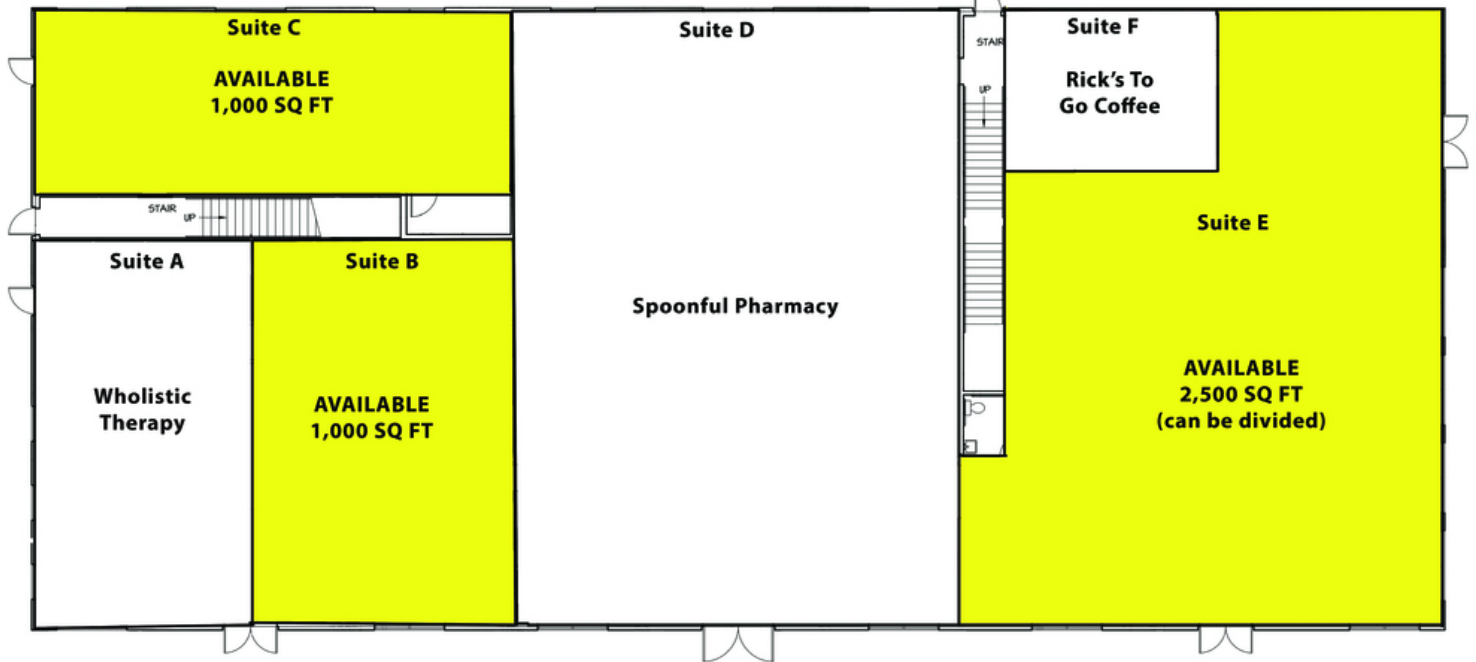 Suite C
AVAILABLE
1,000 SQ FT
Suite D
Spoonful Pharmacy
STAIR
UP
Suite F
Rick's To
Go Coffee
Suite E
AVAILABLE
2,500 SQ FT
(can be divided)
STAIR
UP
Suite A
Wholistic
Therapy
Suite B
AVAILABLE
1,000 SQ FT